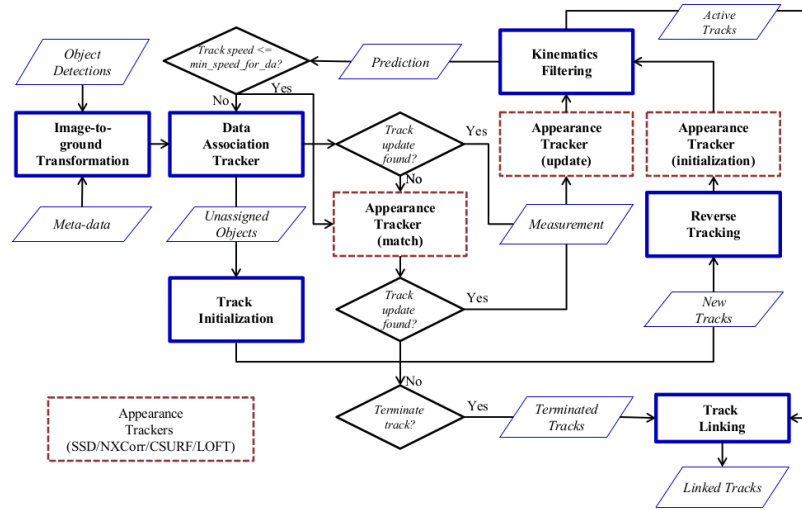 Active
Tracks
Object
Detections
Track speed <=
min_speed_for_da?
Prediction
Kinematics
Filtering
No
Yes
Image-to-
ground
Transformation
Data
Association
Tracker
Track
update
found?
Yes
Appearance
Tracker
(update)
Appearance
Tracker
(initialization)
No
Meta-data
Unassigned
Objects
Appearance
Tracker
(match)
Measurement
Reverse
Tracking
Track
Initialization
Track
update
found?
Yes
New
Tracks
No
Appearance
Trackers
(SSD/NXCorr/CSURF/LOFT)
Terminate
track?
Yes
Terminated
Tracks
Track
Linking
Linked Tracks